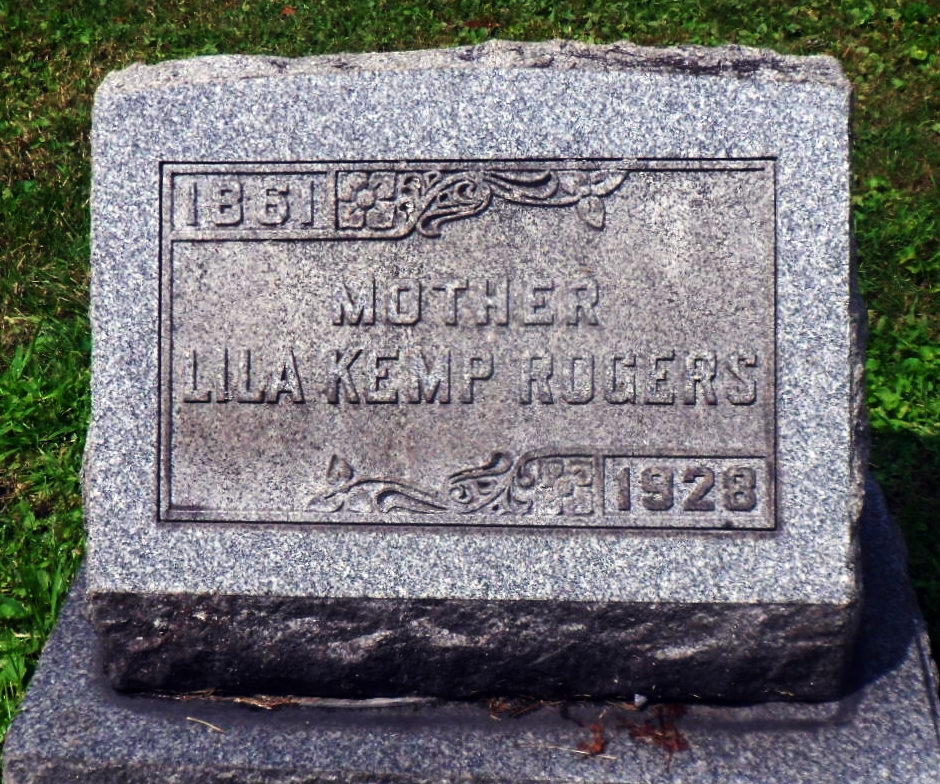 1861
MOTHER
LILA KEMP ROGERS
1928